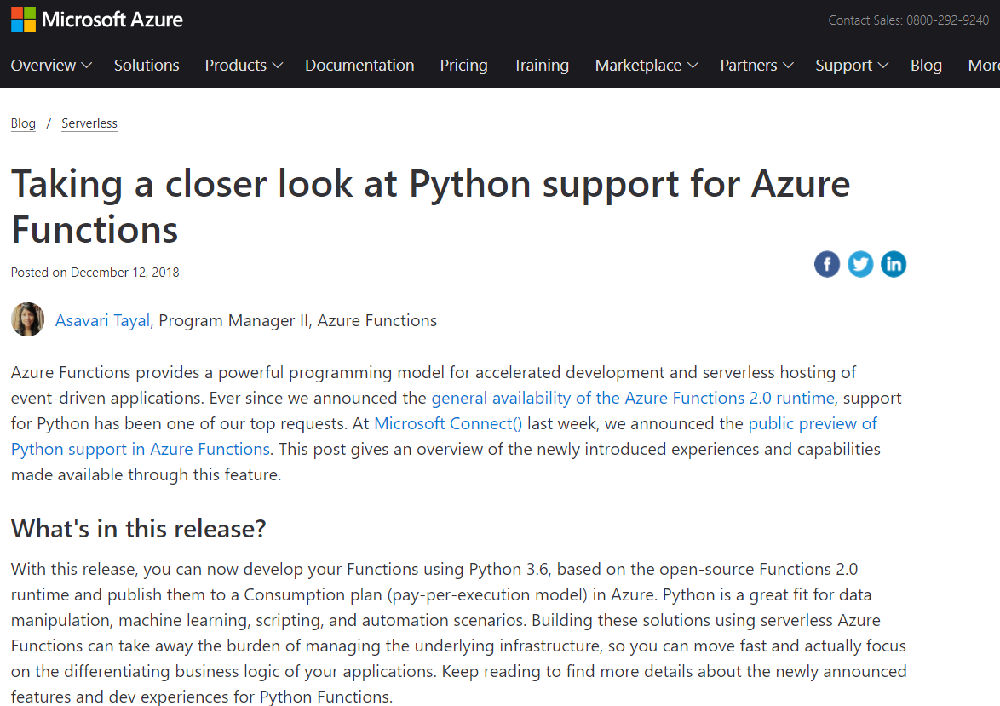 Microsoft Azure
Contact Sales: 0800-292-9240
Overview Solutions Products Documentation Pricing Training Marketplace Partners Support Blog More
Blog / Serverless
Taking a closer look at Python support for Azure
Functions
Posted on December 12, 2018
Asavari Tayal, Program Manager II, Azure Functions
Azure Functions provides a powerful programming model for accelerated development and serverless hosting of
event-driven applications. Ever since we announced the general availability of the Azure Functions 2.0 runtime, support
for Python has been one of our top requests. At Microsoft Connect() last week, we announced the public preview of
Python support in Azure Functions. This post gives an overview of the newly introduced experiences and capabilities
made available through this feature.
What's in this release?
With this release, you can now develop your Functions using Python 3.6, based on the open-source Functions 2.0
runtime and publish them to a Consumption plan (pay-per-execution model) in Azure. Python is a great fit for data
manipulation, machine learning, scripting, and automation scenarios. Building these solutions using serverless Azure
Functions can take away the burden of managing the underlying infrastructure, so you can move fast and actually focus
on the differentiating business logic of your applications. Keep reading to find more details about the newly announced
features and dev experiences for Python Functions.